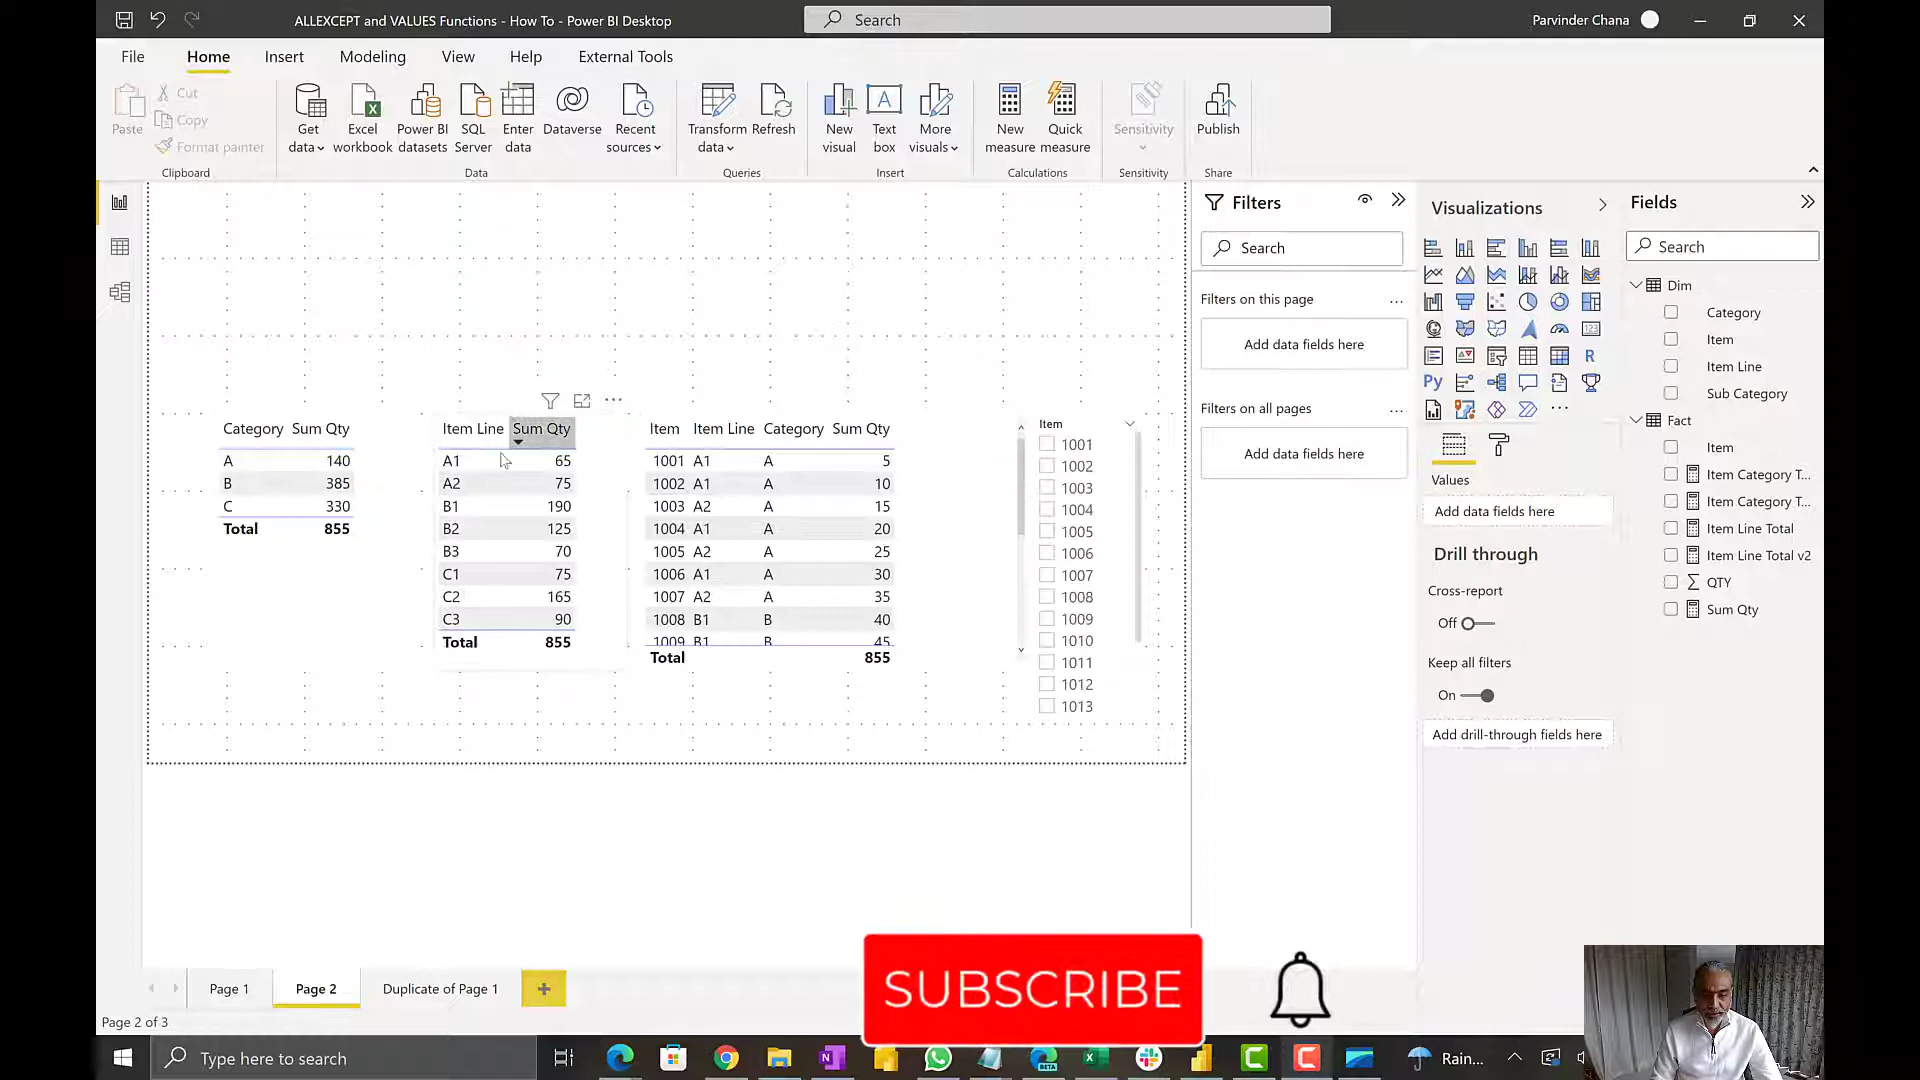 ALLEXCEPT and VALUES Functions - How To - Power BI Desktop
Search
Parvinder Chana
File Home Insert Modeling View Help External Tools
Paste
Cut
Copy
Format painter
Clipboard
Get data
Excel workbook
Power BI datasets
SQL Server
Enter data
Dataverse
Recent sources
Data
Transform data
Refresh
Queries
New visual
Text box
More visuals
Insert
New measure
Quick measure
Calculations
Sensitivity
Sensitivity
Publish
Share
Category Sum Qty
A 140
B 385
C 330
Total 855
Item Line Sum Qty
A1 65
A2 75
B1 190
B2 125
B3 70
C1 75
C2 165
C3 90
Total 855
Item Item Line Category Sum Qty
1001 A1 A 5
1002 A1 A 10
1003 A2 A 15
1004 A1 A 20
1005 A2 A 25
1006 A1 A 30
1007 A2 A 35
1008 B1 B 40
1009 B1 B 45
Total 855
Item
1001
1002
1003
1004
1005
1006
1007
1008
1009
1010
1011
1012
1013
Filters
Search
Filters on this page
Add data fields here
Filters on all pages
Add data fields here
Visualizations
R
Py
123
Values
Add data fields here
Drill through
Cross-report
Off
Keep all filters
On
Add drill-through fields here
Fields
Search
Dim
Category
Item
Item Line
Sub Category
Fact
Item
Item Category T...
Item Category T...
Item Line Total
Item Line Total v2
QTY
Sum Qty
Page 1 Page 2 Duplicate of Page 1
Page 2 of 3
SUBSCRIBE
Type here to search
BETA
Rain...